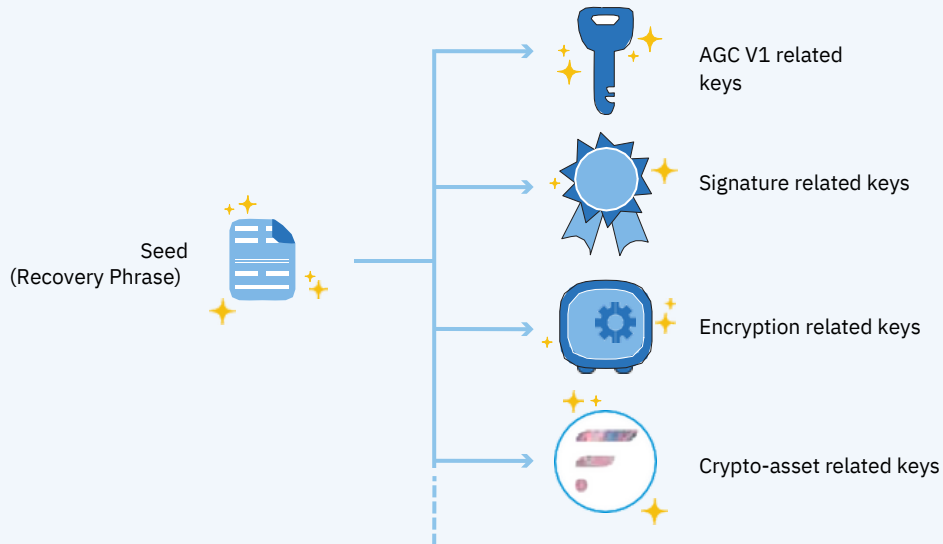 AGC V1 related
keys
Signature related keys
Seed
(Recovery Phrase)
Encryption related keys
Crypto-asset related keys